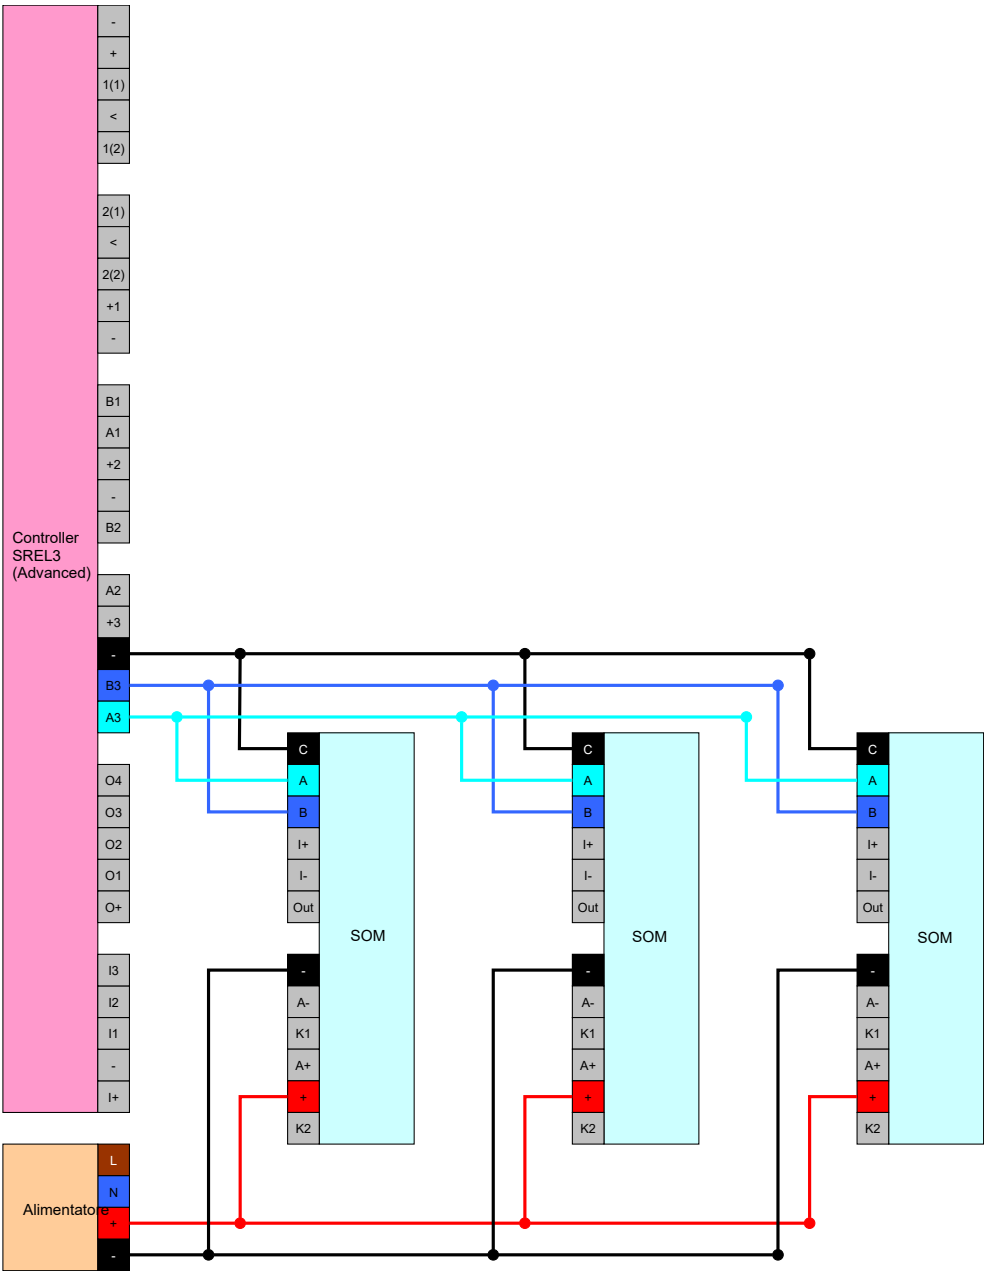 -
+
1(1)
<
1(2)
2(1)
<
2(2)
+1
-
B1
A1
+2
-
B2
Controller
SREL3
(Advanced)
A2
+3
-
B3
A3
O4
O3
O2
O1
O+
I3
I2
I1
-
I+
C
A
B
I+
I-
Out
SOM
-
A-
K1
A+
+
K2
C
A
B
I+
I-
Out
SOM
-
A-
K1
A+
+
K2
C
A
B
I+
I-
Out
SOM
-
A-
K1
A+
+
K2
Alimentatore
L
N
+
-